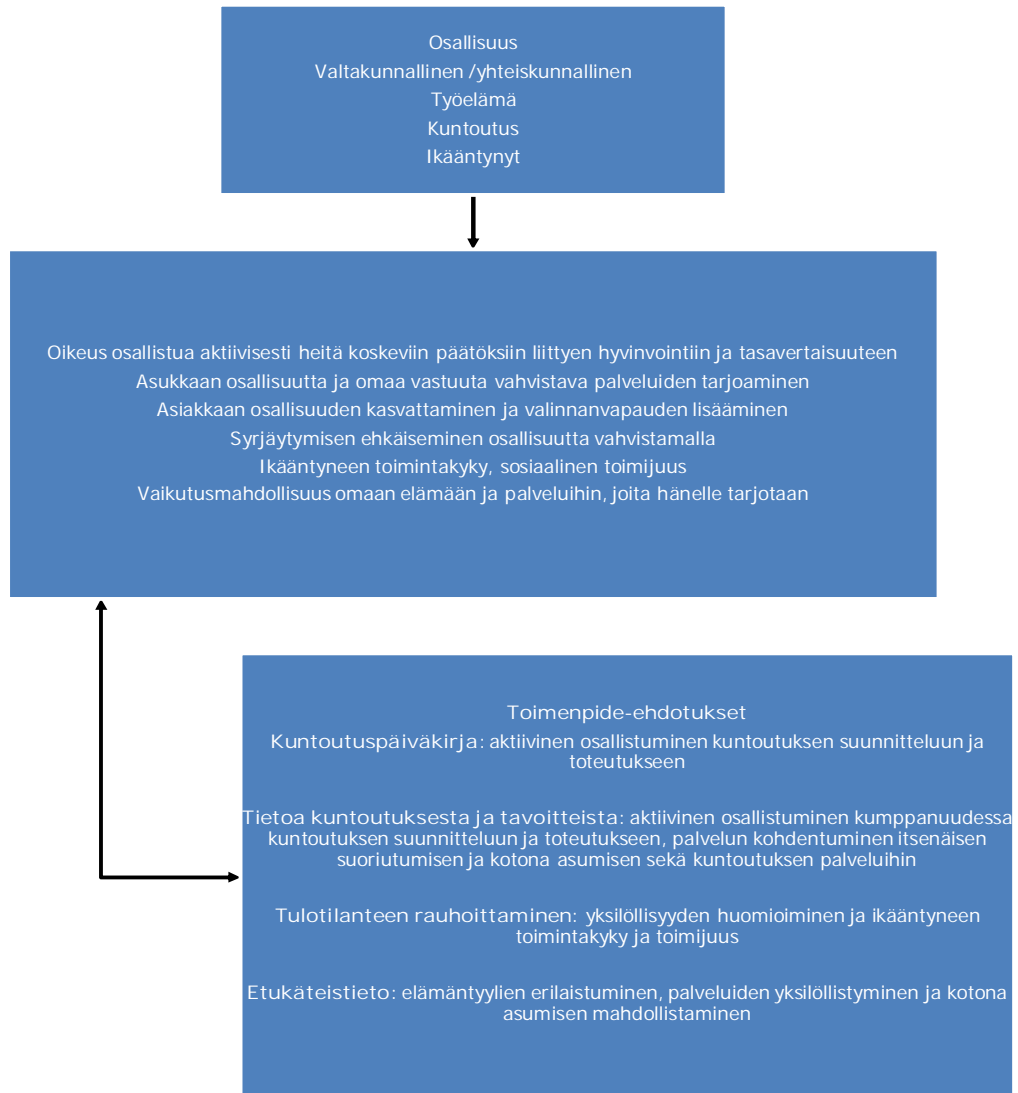 Osallisuus
Valtakunnallinen /yhteiskunnallinen
Työelämä
Kuntoutus
Ikääntynyt
Oikeus osallistua aktiivisesti heitä koskeviin päätöksiin liittyen hyvinvointiin ja tasavertaisuuteen
Asukkaan osallisuutta ja omaa vastuuta vahvistava palveluiden tarjoaminen
Asiakkaan osallisuuden kasvattaminen ja valinnanvapauden lisääminen
Syrjäytymisen ehkäiseminen osallisuutta vahvistamalla
Ikääntyneen toimintakyky, sosiaalinen toimijuus
Vaikutusmahdollisuus omaan elämään ja palveluihin, joita hänelle tarjotaan
Toimenpide-ehdotukset
Kuntoutuspäiväkirja: aktiivinen osallistuminen kuntoutuksen suunnitteluun ja
toteutukseen
Tietoa kuntoutuksesta ja tavoitteista: aktiivinen osallistuminen kumppanuudessa
kuntoutuksen suunnitteluun ja toteutukseen, palvelun kohdentuminen itsenäisen
suoriutumisen ja kotona asumisen sekä kuntoutuksen palveluihin
Tulotilanteen rauhoittaminen: yksilöllisyyden huomioiminen ja ikääntyneen
toimintakyky ja toimijuus
Etukäteistieto: elämäntyylien erilaistuminen, palveluiden yksilöllistyminen ja kotona
asumisen mahdollistaminen